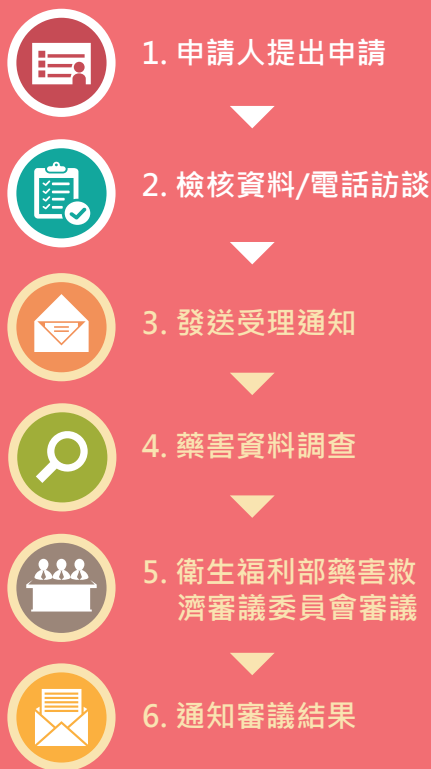 1. 申請人提出申請
2. 檢核資料/電話訪談
3. 發送受理通知
4. 藥害資料調查
5. 衛生福利部藥害救
濟審議委員會審議
6. 通知審議結果